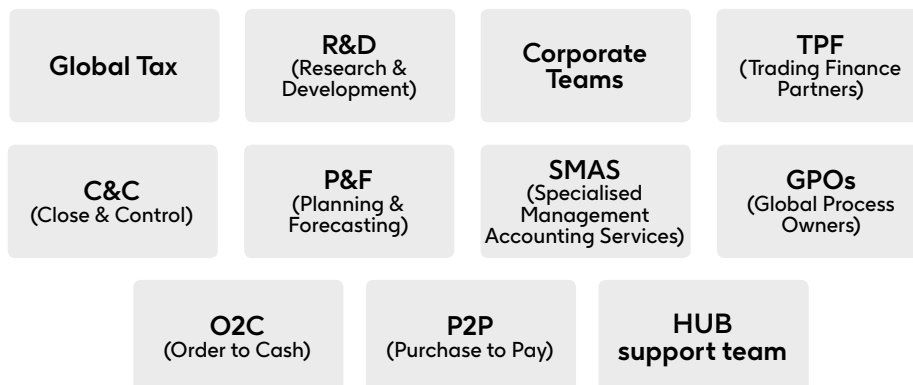 Global Tax
R&D
(Research &
Development)
Corporate
Teams
TPF
(Trading Finance
Partners)
C&C
(Close & Control)
P&F
(Planning &
Forecasting)
SMAS
(Specialised
Management
Accounting Services)
GPOs
(Global Process
Owners)
O2C
(Order to Cash)
P2P
(Purchase to Pay)
HUB
support team